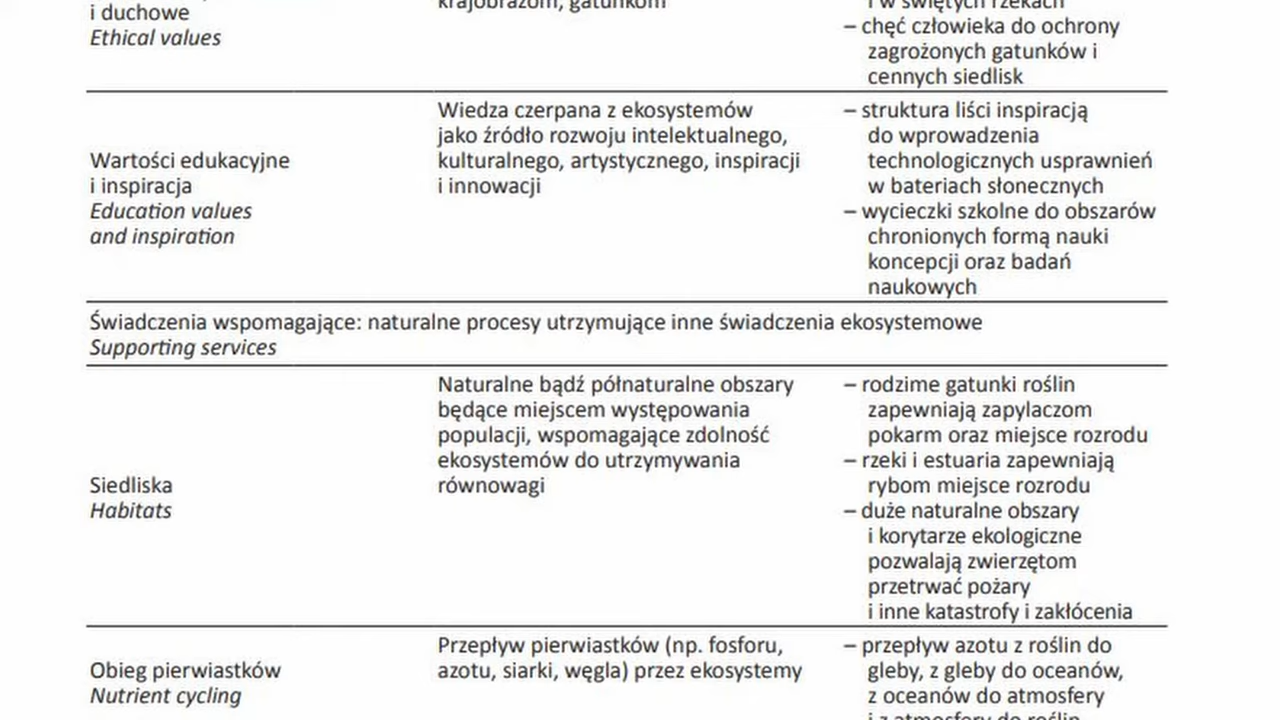 i duchowe
Ethical values
krajobrazom, gatunkom
i w świętych rzekach
– chęć człowieka do ochrony
zagrożonych gatunków i
cennych siedlisk
Wartości edukacyjne
i inspiracja
Education values
and inspiration
Wiedza czerpana z ekosystemów
jako źródło rozwoju intelektualnego,
kulturalnego, artystycznego, inspiracji
i innowacji
– struktura liści inspiracją
do wprowadzenia
technologicznych usprawnień
w bateriach słonecznych
– wycieczki szkolne do obszarów
chronionych formą nauki
koncepcji oraz badań
naukowych
Świadczenia wspomagające: naturalne procesy utrzymujące inne świadczenia ekosystemowe
Supporting services
Siedliska
Habitats
Naturalne bądź półnaturalne obszary
będące miejscem występowania
populacji, wspomagające zdolność
ekosystemów do utrzymywania
równowagi
– rodzime gatunki roślin
zapewniają zapylaczom
pokarm oraz miejsce rozrodu
– rzeki i estuaria zapewniają
rybom miejsce rozrodu
– duże naturalne obszary
i korytarze ekologiczne
pozwalają zwierzętom
przetrwać pożary
i inne katastrofy i zakłócenia
Obieg pierwiastków
Nutrient cycling
Przepływ pierwiastków (np. fosforu,
azotu, siarki, węgla) przez ekosystemy
– przepływ azotu z roślin do
gleby, z gleby do oceanów,
z oceanów do atmosfery
i z atmosfery do roślin